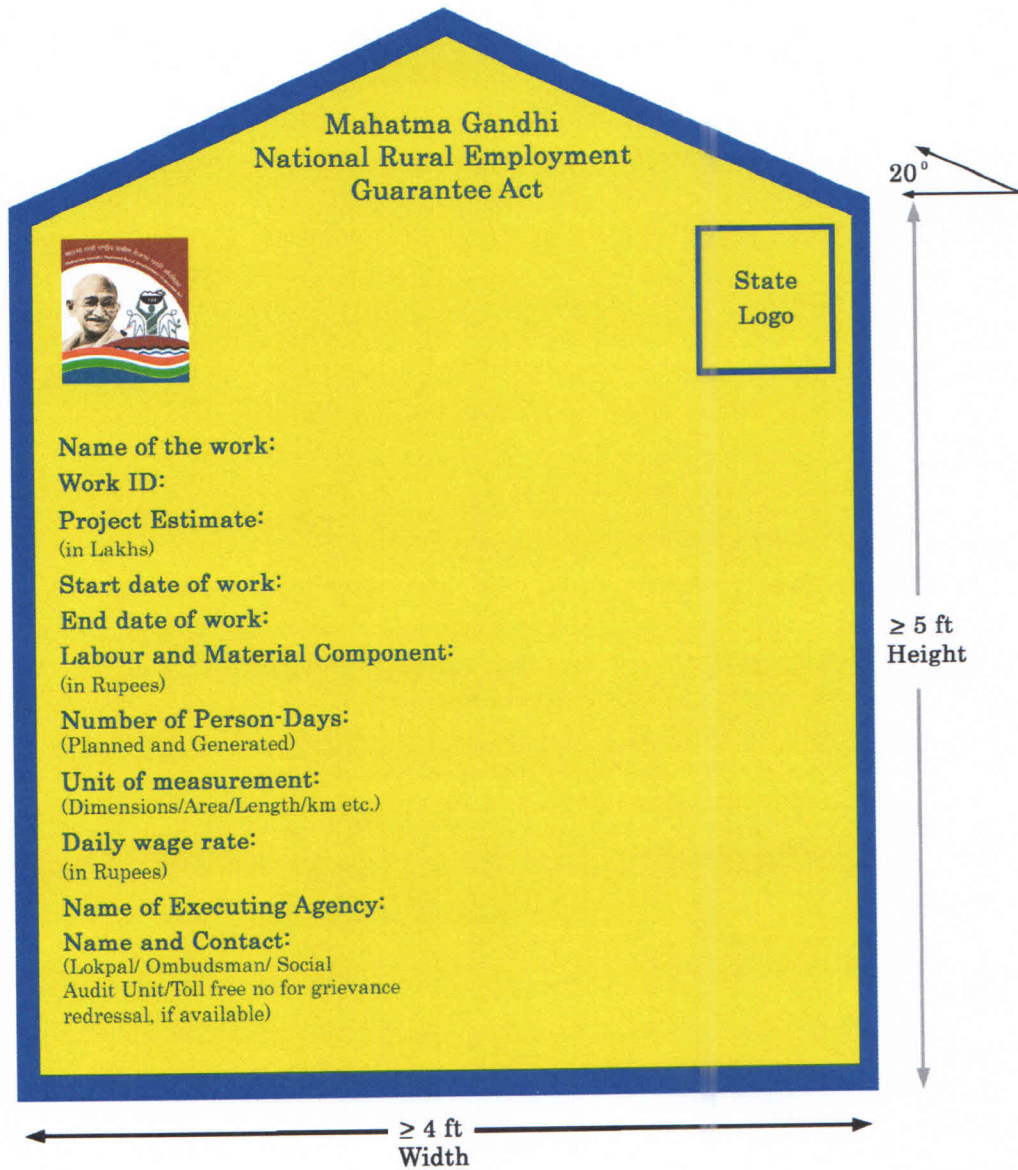 Mahatma Gandhi
National Rural Employment
Guarantee Act
20°
State
Logo
Name of the work:
Work ID:
Project Estimate:
(in Lakhs)
Start date of work:
End date of work:
≥ 5 ft
Height
Labour and Material Component:
(in Rupees)
Number of Person-Days:
(Planned and Generated)
Unit of measurement:
(Dimensions/Area/Length/km etc.)
Daily wage rate:
(in Rupees)
Name of Executing Agency:
Name and Contact:
(Lokpal/ Ombudsman/ Social
Audit Unit/Toll free no for grievance
redressal, if available)
≥ 4 ft
Width